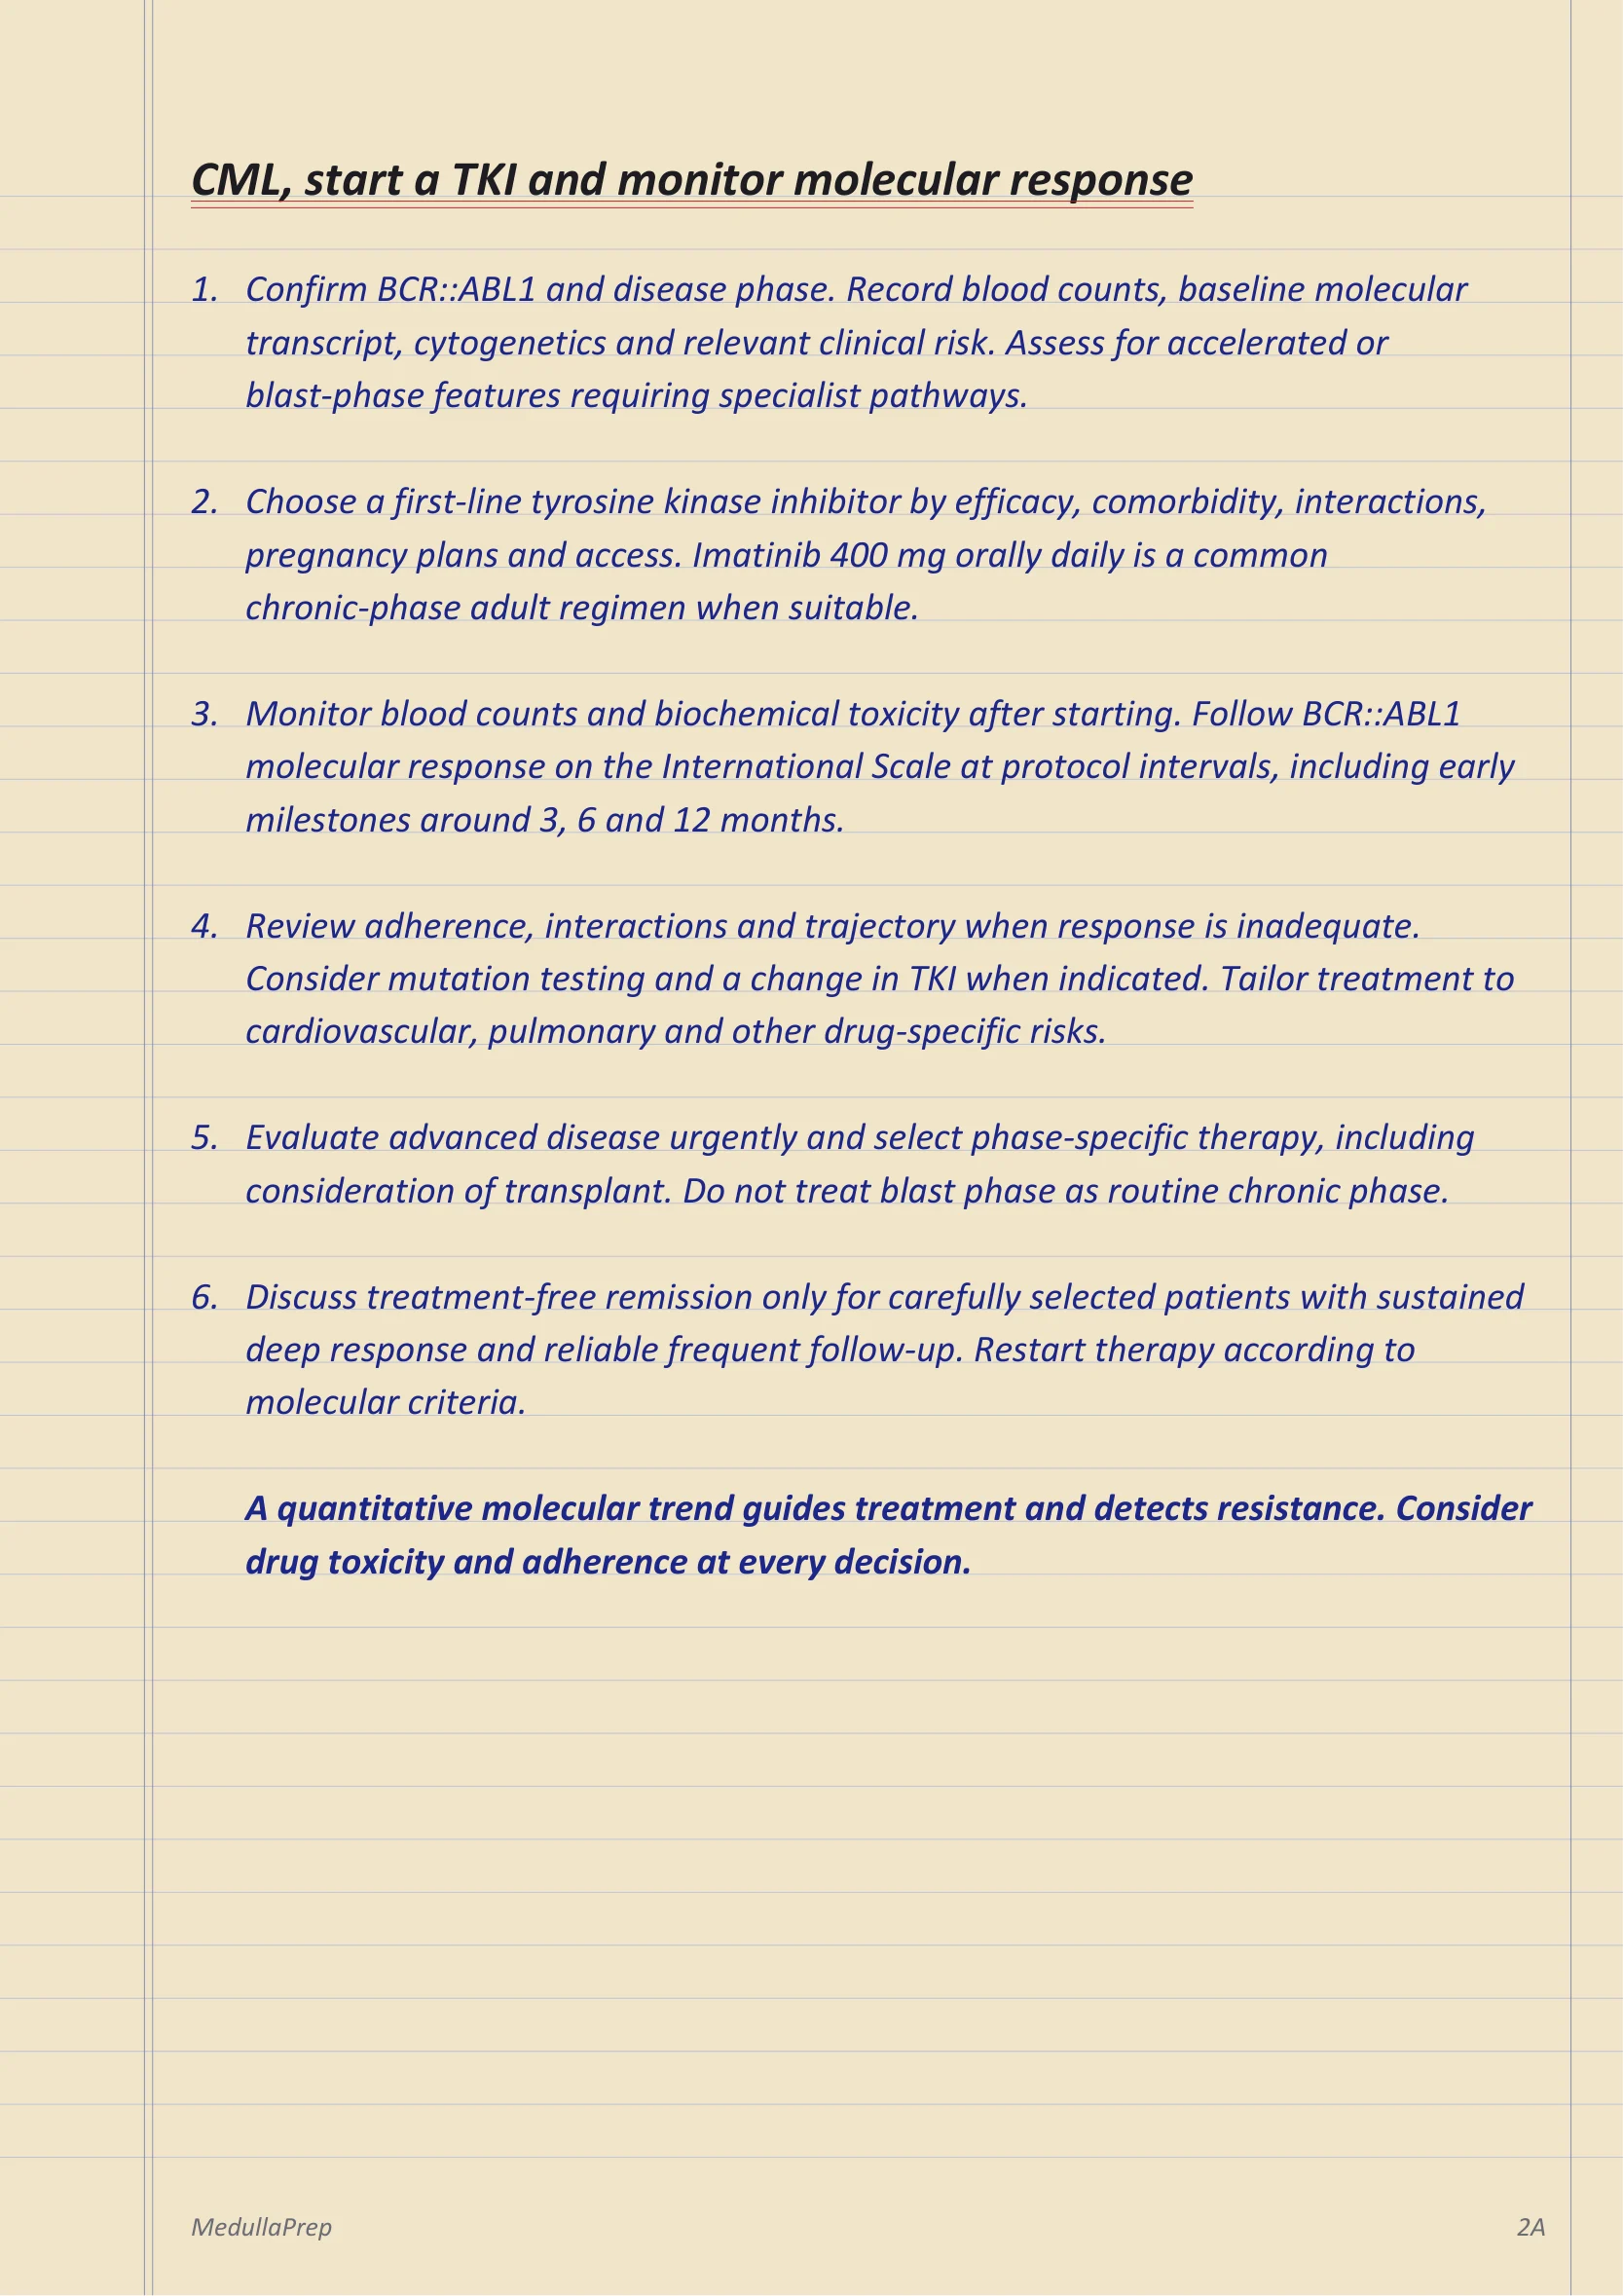 CML, start a TKI and monitor molecular response
1. Confirm BCR::ABL1 and disease phase. Record blood counts, baseline molecular
transcript, cytogenetics and relevant clinical risk. Assess for accelerated or
blast-phase features requiring specialist pathways.
2. Choose a first-line tyrosine kinase inhibitor by efficacy, comorbidity, interactions,
pregnancy plans and access. Imatinib 400 mg orally daily is a common
chronic-phase adult regimen when suitable.
3. Monitor blood counts and biochemical toxicity after starting. Follow BCR::ABL1
molecular response on the International Scale at protocol intervals, including early
milestones around 3, 6 and 12 months.
4. Review adherence, interactions and trajectory when response is inadequate.
Consider mutation testing and a change in TKI when indicated. Tailor treatment to
cardiovascular, pulmonary and other drug-specific risks.
5. Evaluate advanced disease urgently and select phase-specific therapy, including
consideration of transplant. Do not treat blast phase as routine chronic phase.
6. Discuss treatment-free remission only for carefully selected patients with sustained
deep response and reliable frequent follow-up. Restart therapy according to
molecular criteria.
A quantitative molecular trend guides treatment and detects resistance. Consider
drug toxicity and adherence at every decision.
MedullaPrep
2A